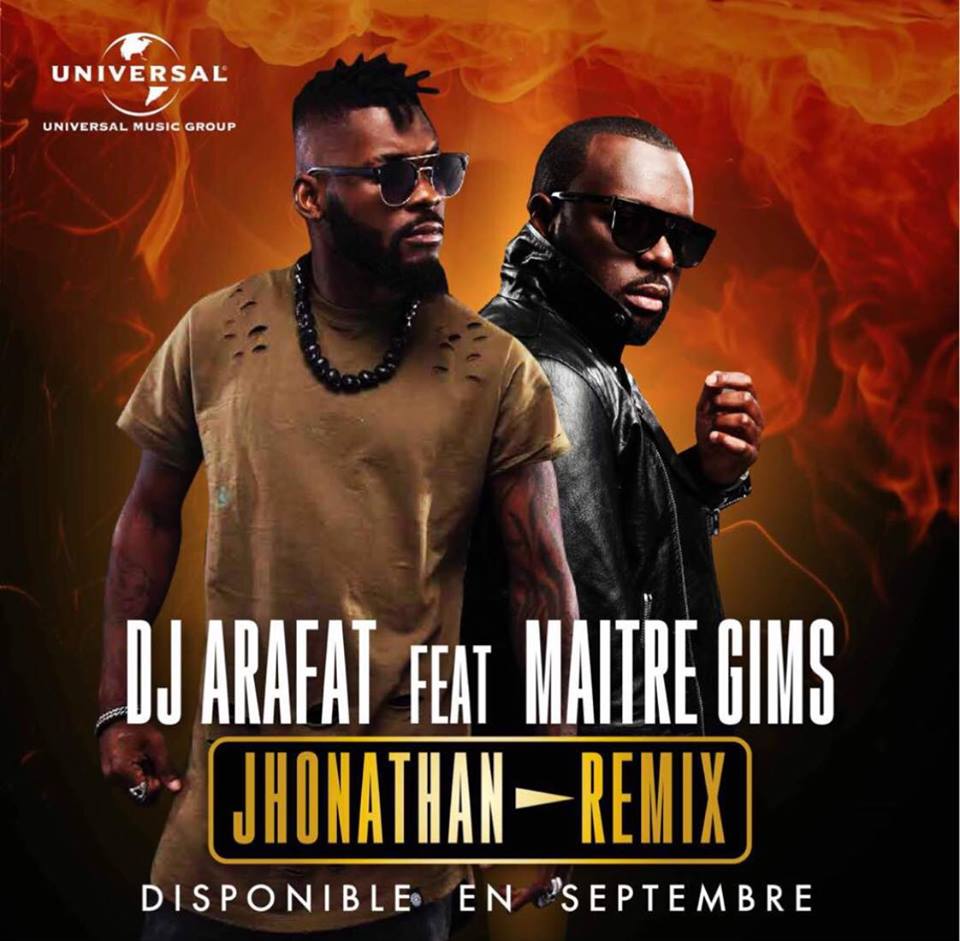 UNIVERSAL
UNIVERSAL MUSIC GROUP
DJ ARAFAT FEAT MAITRE GIMS
JHONATHAN REMIX
DISPONIBLE EN SEPTEMBRE